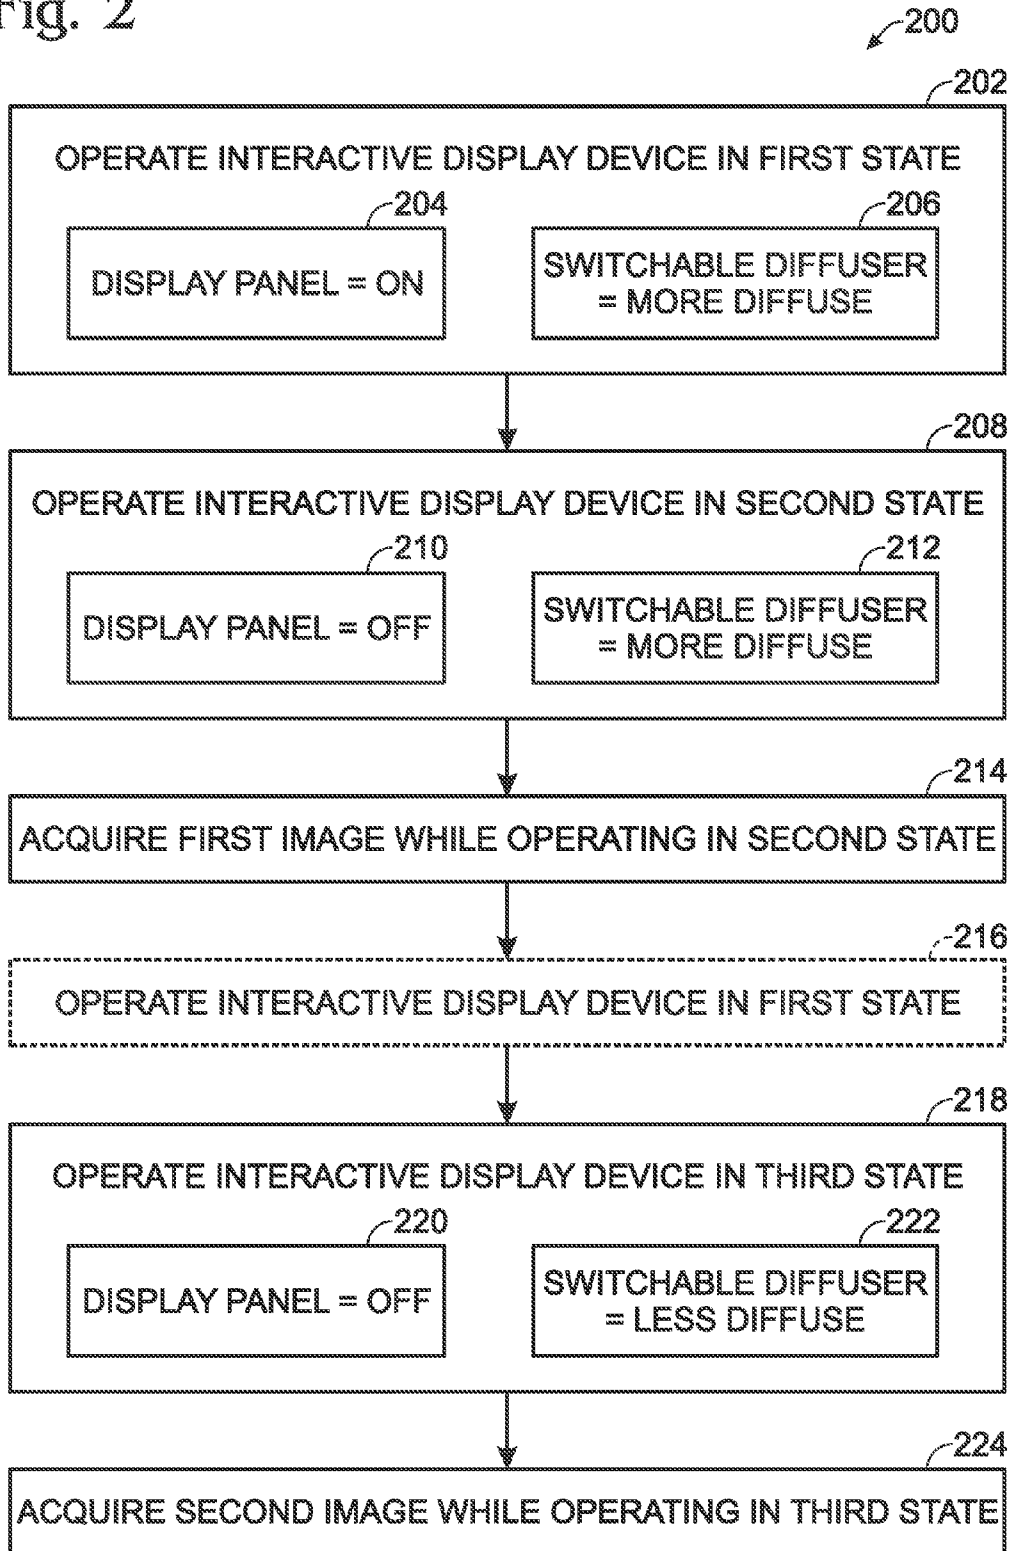 Fig. 2
200
202
OPERATE INTERACTIVE DISPLAY DEVICE IN FIRST STATE
204
206
DISPLAY PANEL = ON
SWITCHABLE DIFFUSER
= MORE DIFFUSE
208
OPERATE INTERACTIVE DISPLAY DEVICE IN SECOND STATE
210
212
DISPLAY PANEL = OFF
SWITCHABLE DIFFUSER
= MORE DIFFUSE
214
ACQUIRE FIRST IMAGE WHILE OPERATING IN SECOND STATE
216
OPERATE INTERACTIVE DISPLAY DEVICE IN FIRST STATE
218
OPERATE INTERACTIVE DISPLAY DEVICE IN THIRD STATE
220
222
DISPLAY PANEL = OFF
SWITCHABLE DIFFUSER
= LESS DIFFUSE
224
ACQUIRE SECOND IMAGE WHILE OPERATING IN THIRD STATE